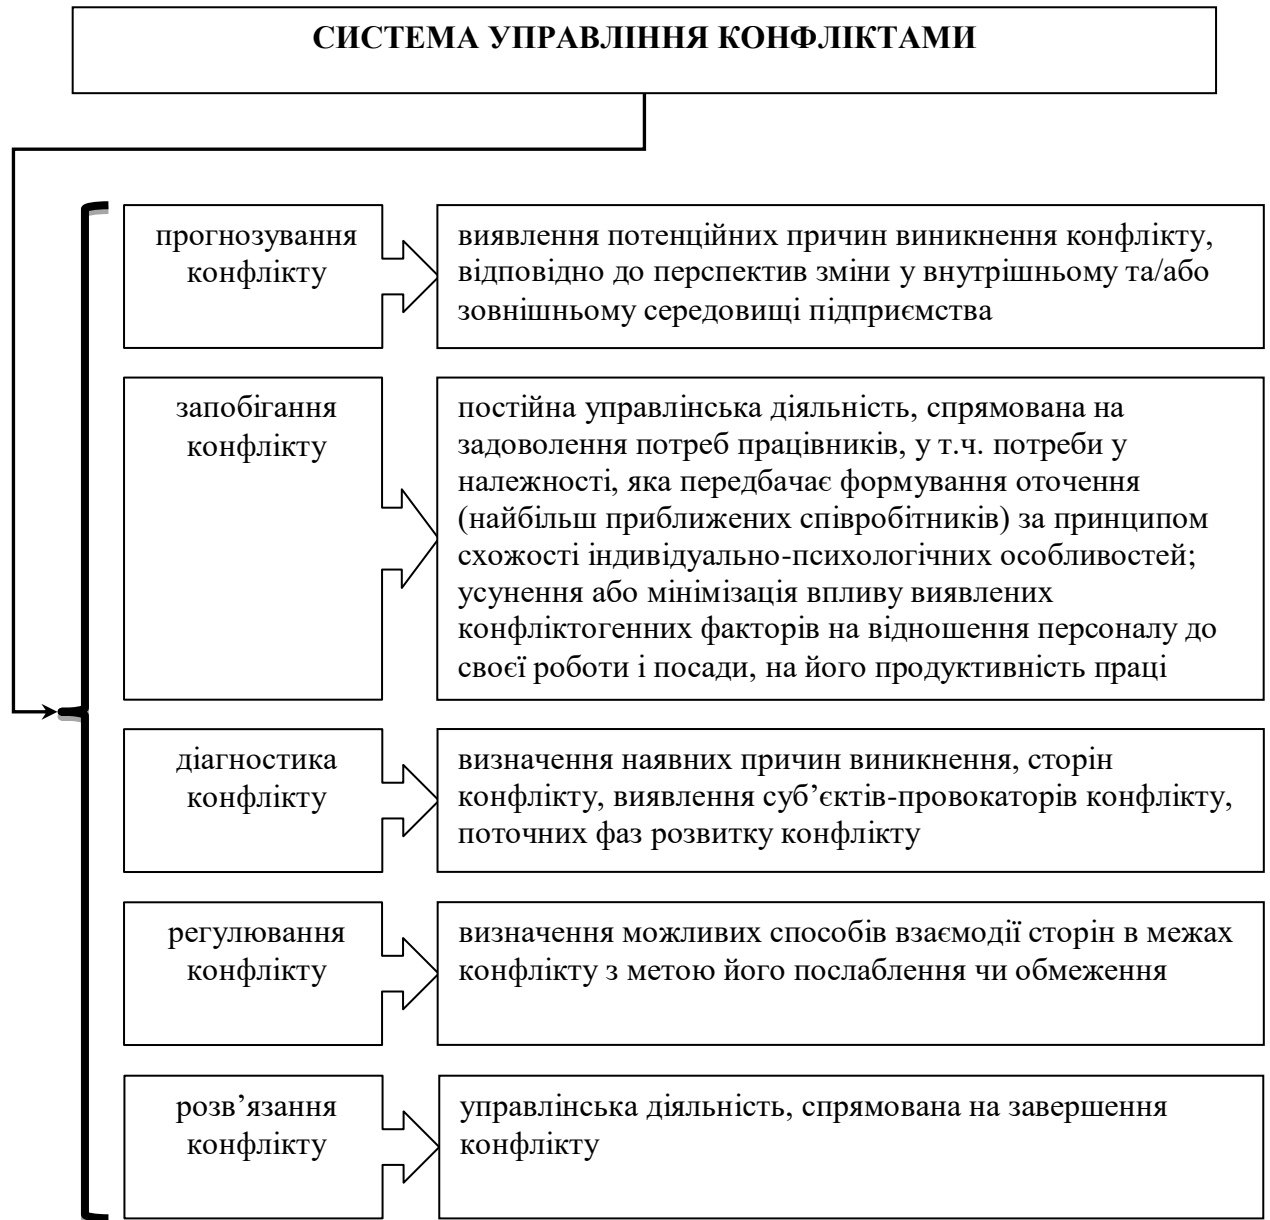 СИСТЕМА УПРАВЛІННЯ КОНФЛІКТАМИ
прогнозування
конфлікту
виявлення потенційних причин виникнення конфлікту,
відповідно до перспектив зміни у внутрішньому та/або
зовнішньому середовищі підприємства
запобігання
конфлікту
постійна управлінська діяльність, спрямована на
задоволення потреб працівників, у т.ч. потреби у
належності, яка передбачає формування оточення
(найбільш приближених співробітників) за принципом
схожості індивідуально-психологічних особливостей;
усунення або мінімізація впливу виявлених
конфліктогенних факторів на відношення персоналу до
своєї роботи і посади, на його продуктивність праці
діагностика
конфлікту
визначення наявних причин виникнення, сторін
конфлікту, виявлення суб’єктів-провокаторів конфлікту,
поточних фаз розвитку конфлікту
регулювання
конфлікту
визначення можливих способів взаємодії сторін в межах
конфлікту з метою його послаблення чи обмеження
розв’язання
конфлікту
управлінська діяльність, спрямована на завершення
конфлікту